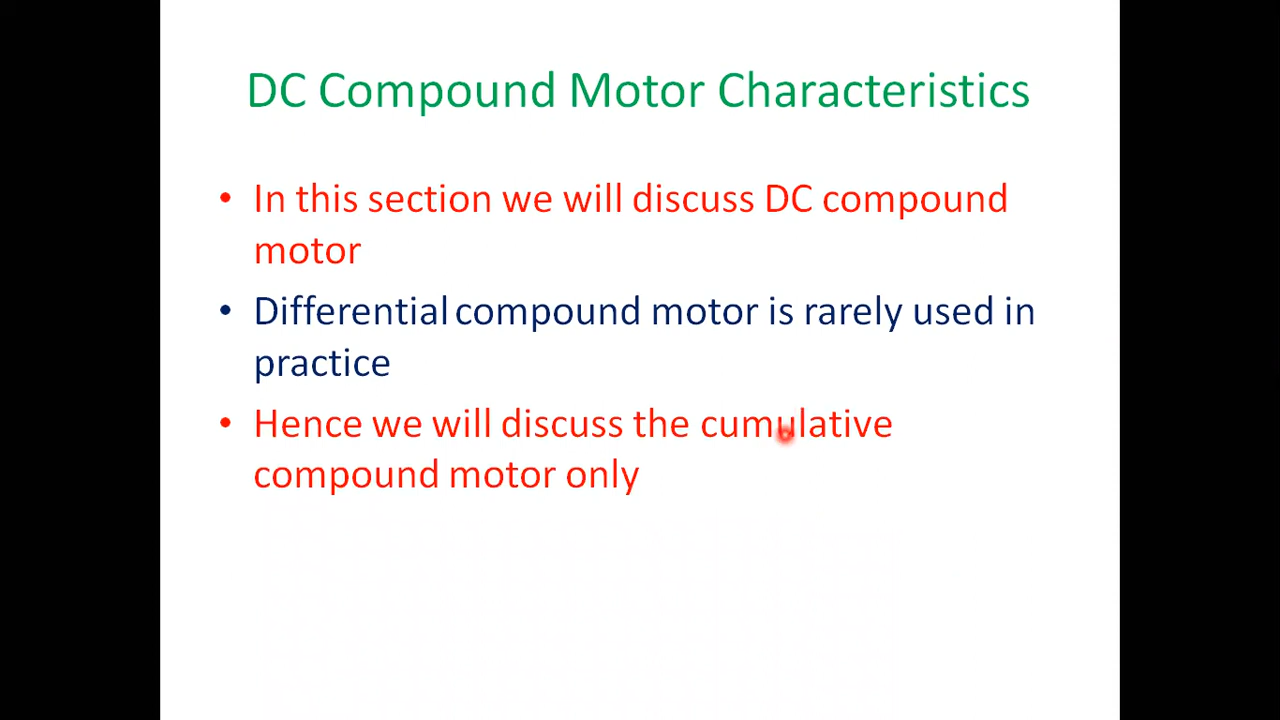 DC Compound Motor Characteristics
• In this section we will discuss DC compound
motor
• Differential compound motor is rarely used in
practice
• Hence we will discuss the cumulative
compound motor only